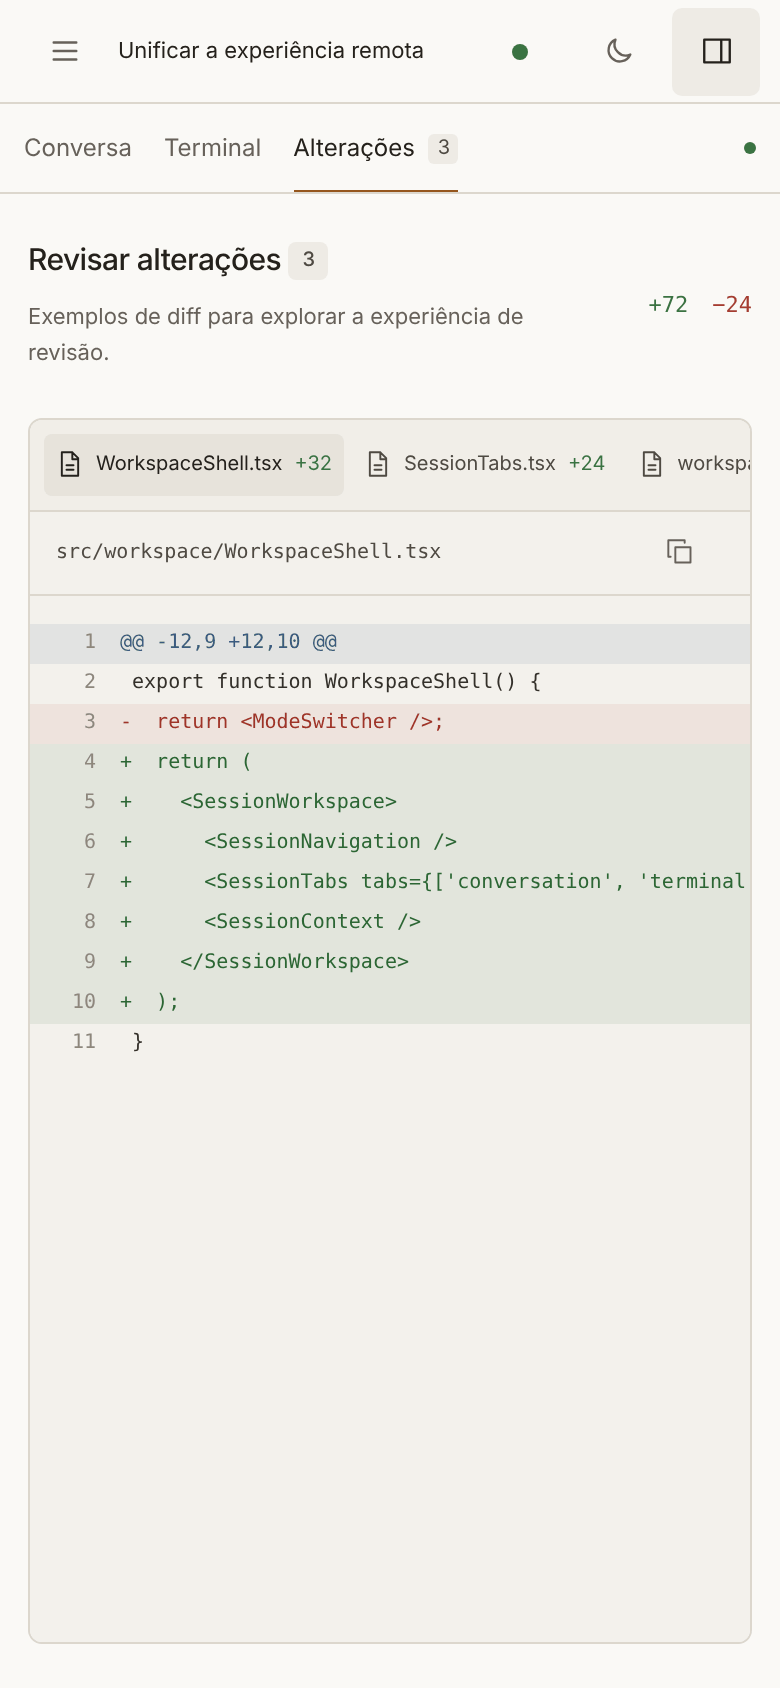 Unificar a experiência remota
Conversa Terminal Alterações 3
Revisar alterações 3
Exemplos de diff para explorar a experiência de
revisão.
+72 −24
WorkspaceShell.tsx +32 SessionTabs.tsx +24 workspa
src/workspace/WorkspaceShell.tsx
1 @@ -12,9 +12,10 @@
2 export function WorkspaceShell() {
3 -  return <ModeSwitcher />;
4 +  return (
5 +    <SessionWorkspace>
6 +      <SessionNavigation />
7 +      <SessionTabs tabs={['conversation', 'terminal
8 +      <SessionContext />
9 +    </SessionWorkspace>
10 +  );
11 }